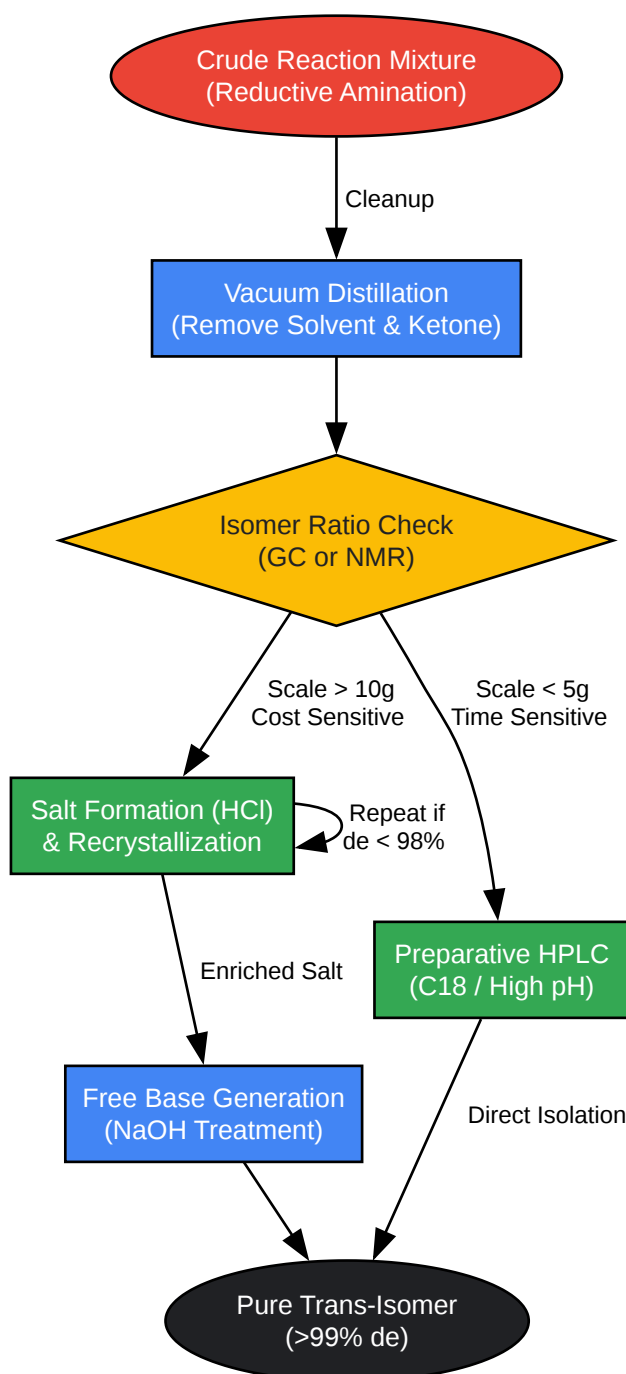 Crude Reaction Mixture
(Reductive Amination)
Cleanup
Vacuum Distillation
(Remove Solvent & Ketone)
Isomer Ratio Check
(GC or NMR)
Scale > 10g
Cost Sensitive
Scale < 5g
Time Sensitive
Salt Formation (HCl)
& Recrystallization
Repeat if
de < 98%
Preparative HPLC
(C18 / High pH)
Enriched Salt
Free Base Generation
(NaOH Treatment)
Direct Isolation
Pure Trans-Isomer
(>99% de)